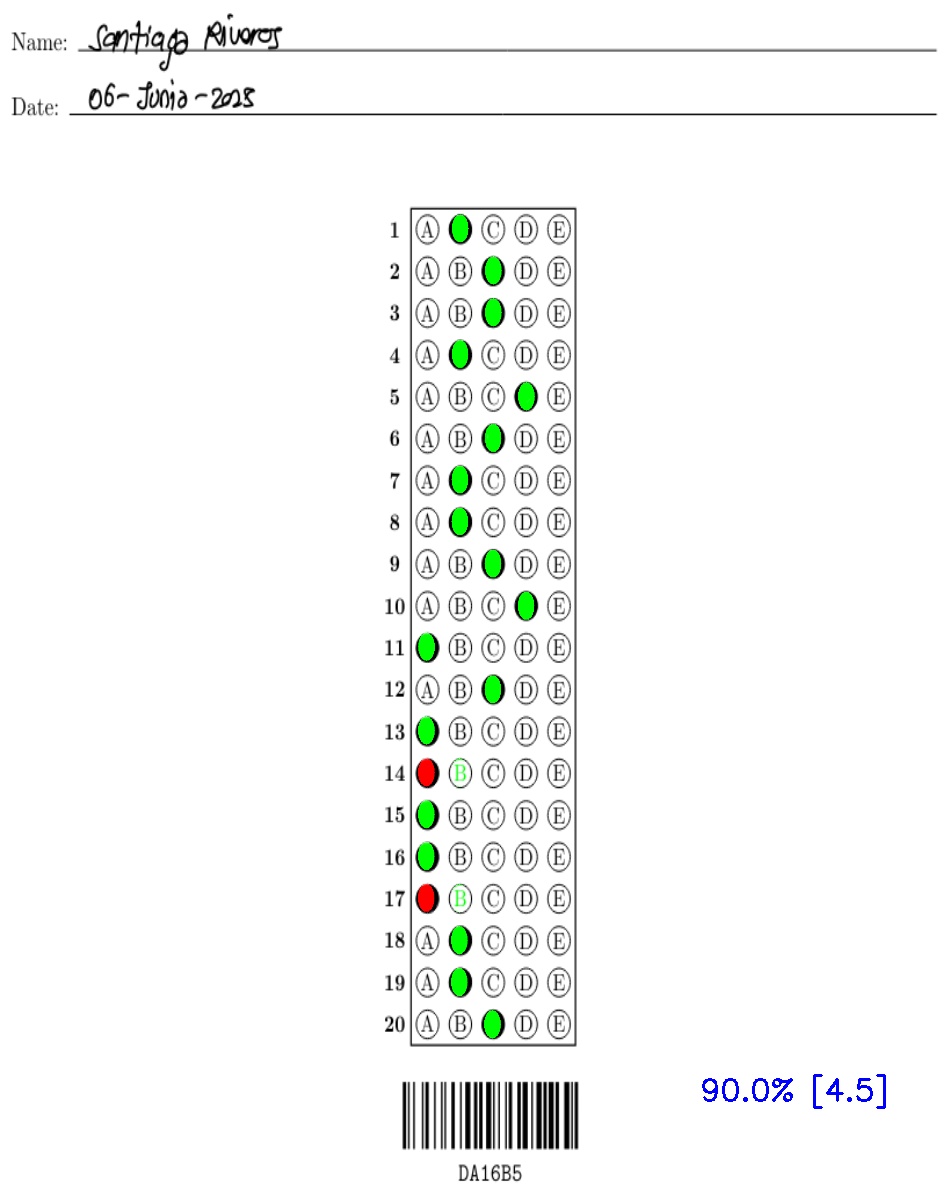 Name: Santiago Riveros
Date: 06-Junio-2023
1 A C D E
2 A B D E
3 A B D E
4 A C D E
5 A B C E
6 A B D E
7 A C D E
8 A C D E
9 A B D E
10 A B C E
11 B C D E
12 A B D E
13 B C D E
14 B C D E
15 B C D E
16 B C D E
17 B C D E
18 A C D E
19 A C D E
20 A B D E
90.0% [4.5]
DA16B5